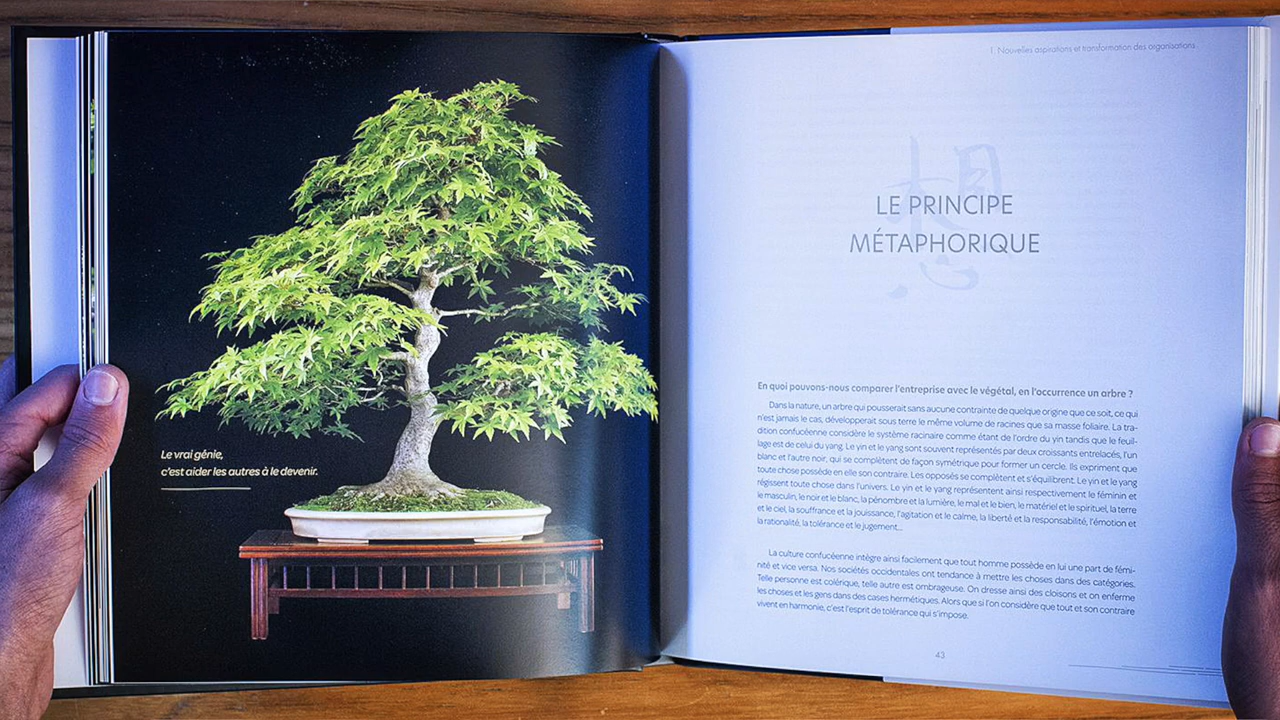 Le vrai génie,
c'est aider les autres à le devenir.
I. Nouvelles aspirations et transformation des organisations
想
LE PRINCIPE
MÉTAPHORIQUE
En quoi pouvons-nous comparer l'entreprise avec le végétal, en l'occurrence un arbre ?
Dans la nature, un arbre qui pousserait sans aucune contrainte de quelque origine que ce soit, ce qui
n'est jamais le cas, développerait sous terre le même volume de racines que sa masse foliaire. La tra-
dition confucéenne considère le système racinaire comme étant de l'ordre du yin tandis que le feuil-
lage est de celui du yang. Le yin et le yang sont souvent représentés par deux croissants entrelacés, l'un
blanc et l'autre noir, qui se complètent de façon symétrique pour former un cercle. Ils expriment que
toute chose possède en elle son contraire. Les opposés se complètent et s'équilibrent. Le yin et le yang
régissent toute chose dans l'univers. Le yin et le yang représentent ainsi respectivement le féminin et
le masculin, le noir et le blanc, la pénombre et la lumière, le mal et le bien, le matériel et le spirituel, la terre
et le ciel, la souffrance et la jouissance, l'agitation et le calme, la liberté et la responsabilité, l'émotion et
la rationalité, la tolérance et le jugement...
La culture confucéenne intègre ainsi facilement que tout homme possède en lui une part de fémi-
nité et vice versa. Nos sociétés occidentales ont tendance à mettre les choses dans des catégories.
Telle personne est colérique, telle autre est ombrageuse. On dresse ainsi des cloisons et on enferme
les choses et les gens dans des cases hermétiques. Alors que si l'on considère que tout et son contraire
vivent en harmonie, c'est l'esprit de tolérance qui s'impose.
43